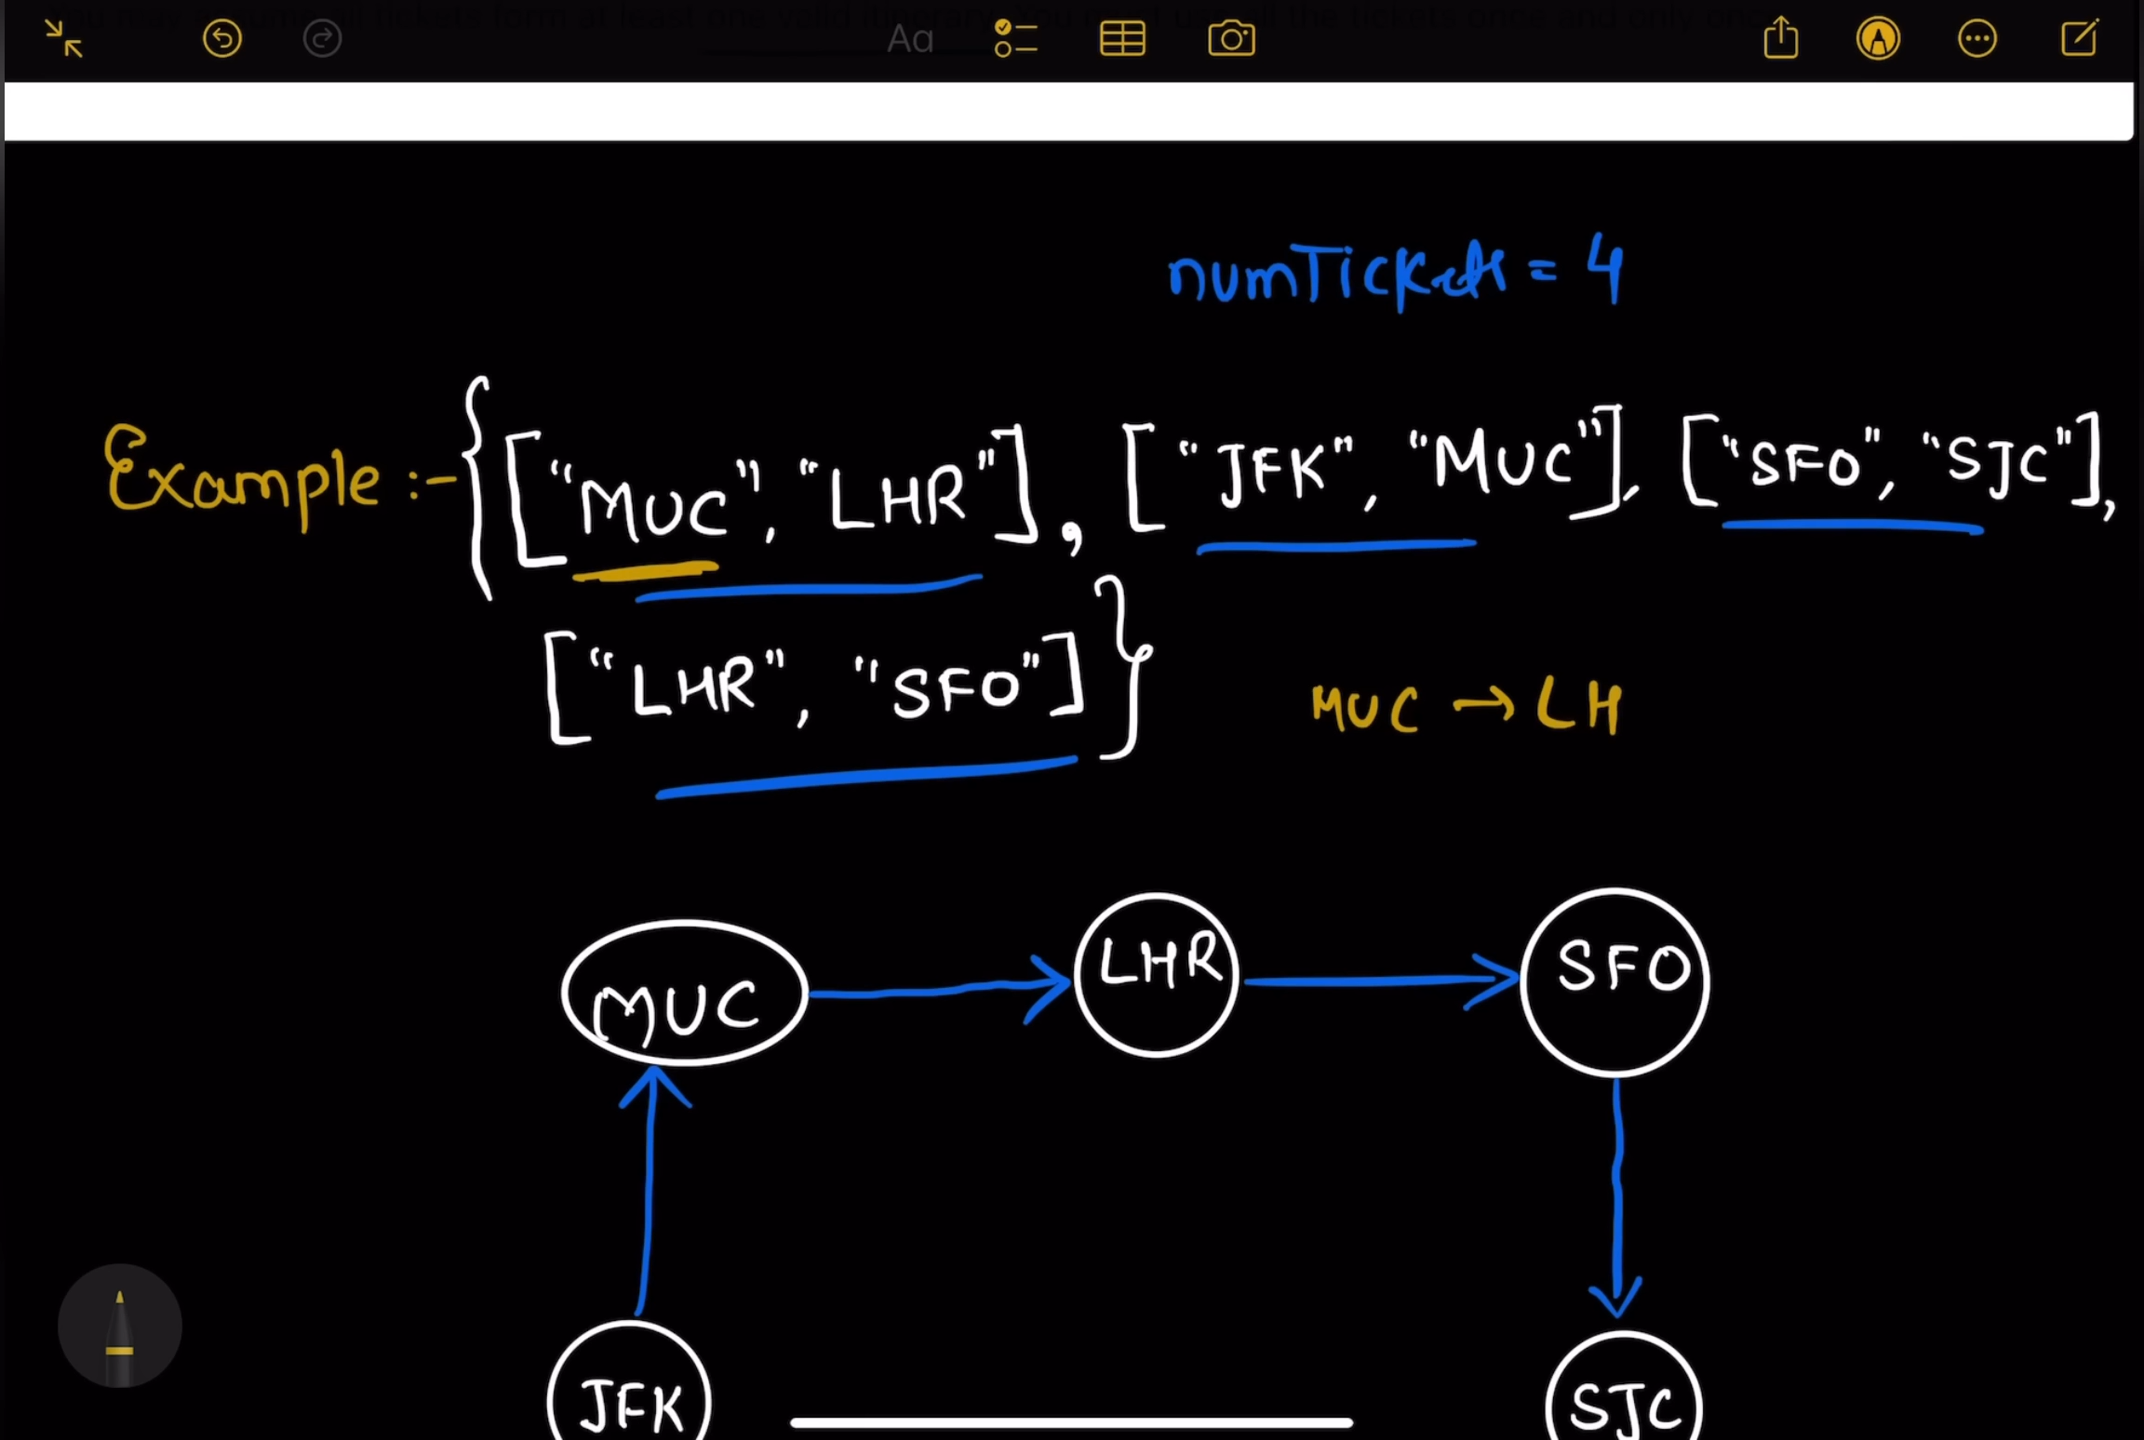 Aa
numTickets = 4
Example :- {["MUC", "LHR"], ["JFK", "MUC"], ["SFO", "SJC"],
["LHR", "SFO"]}
MUC → LH
MUC → LHR → SFO
JFK
SJC